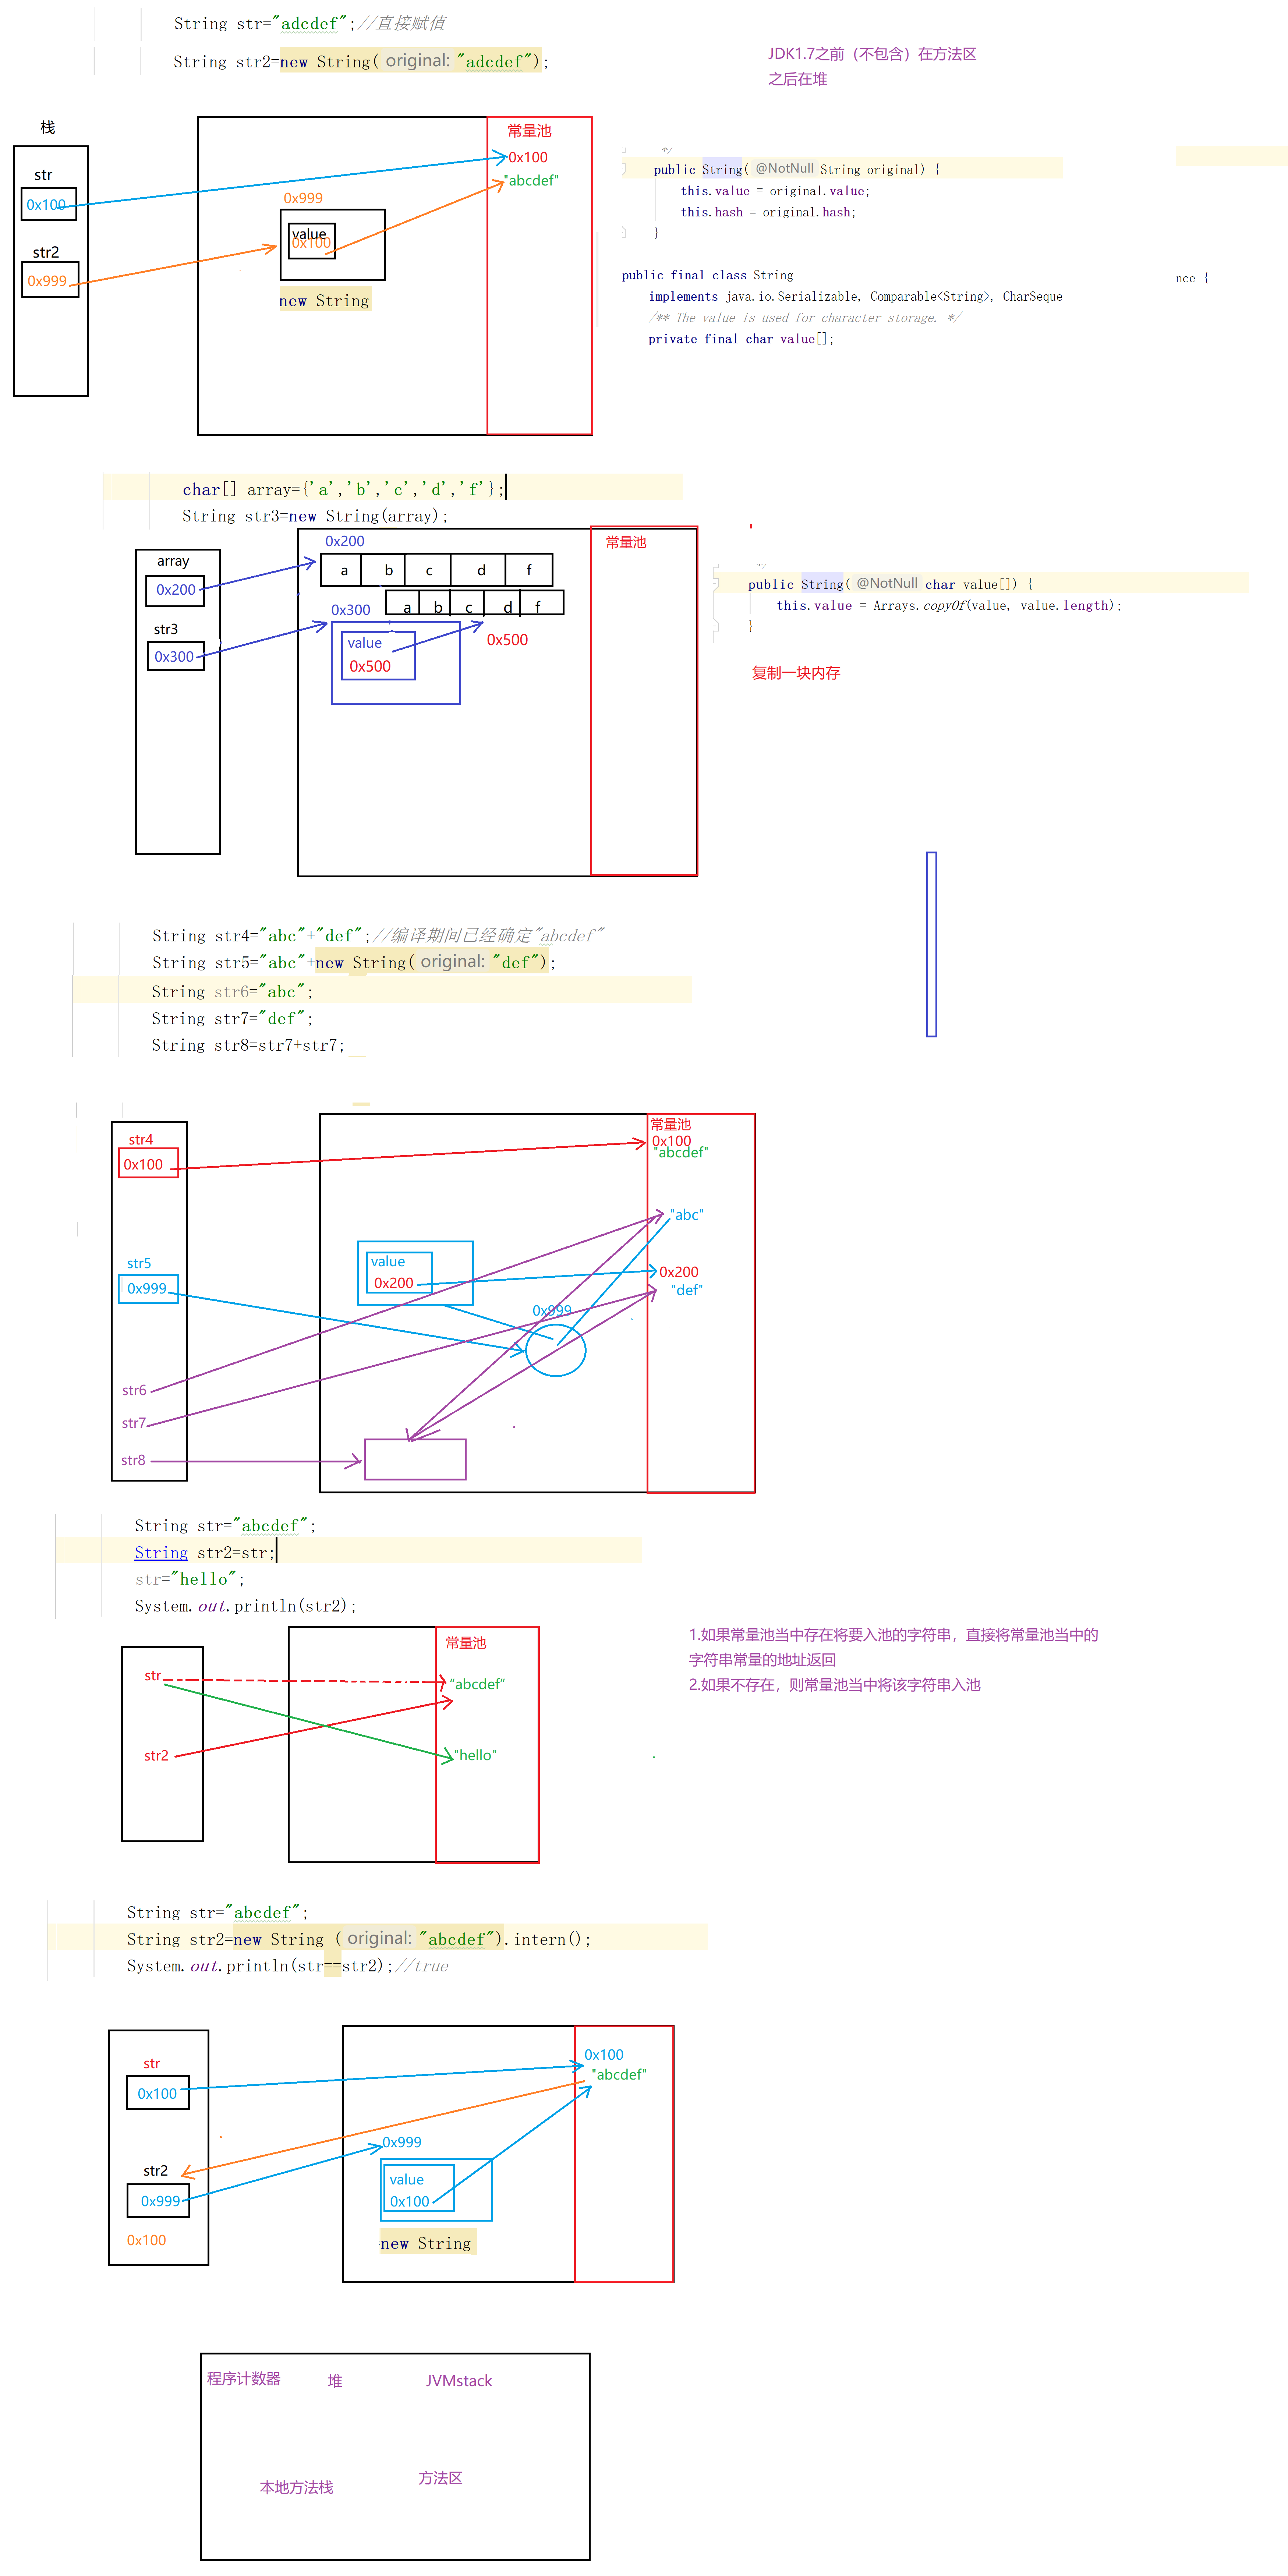 String str="adcdef";//直接赋值
String str2=new String( original: "adcdef");
JDK1.7之前（不包含）在方法区
之后在堆
栈
str
0x100
str2
0x999
0x999
value
0x100
new String
常量池
0x100
"abcdef"
*/
public String( @NotNull String original) {
this.value = original.value;
this.hash = original.hash;
}
public final class String
implements java.io.Serializable, Comparable<String>, CharSeque
nce {
/** The value is used for character storage. */
private final char value[];
char[] array={'a','b','c','d','f'};
String str3=new String(array);
array
0x200
str3
0x300
0x200
a b c d f
a b c d f
0x300
value
0x500
0x500
常量池
*/
public String( @NotNull char value[]) {
this.value = Arrays.copyOf(value, value.length);
}
复制一块内存
String str4="abc"+"def";//编译期间已经确定"abcdef"
String str5="abc"+new String( original: "def");
String str6="abc";
String str7="def";
String str8=str7+str7;
str4
0x100
str5
0x999
str6
str7
str8
value
0x200
0x999
常量池
0x100
"abcdef"
"abc"
0x200
"def"
String str="abcdef";
String str2=str;
str="hello";
System.out.println(str2);
str
str2
常量池
"abcdef"
"hello"
1.如果常量池当中存在将要入池的字符串，直接将常量池当中的
字符串常量的地址返回
2.如果不存在，则常量池当中将该字符串入池
String str="abcdef";
String str2=new String ( original: "abcdef").intern();
System.out.println(str==str2);//true
str
0x100
str2
0x999
0x100
0x999
value
0x100
new String
0x100
"abcdef"
程序计数器
堆
JVMstack
本地方法栈
方法区